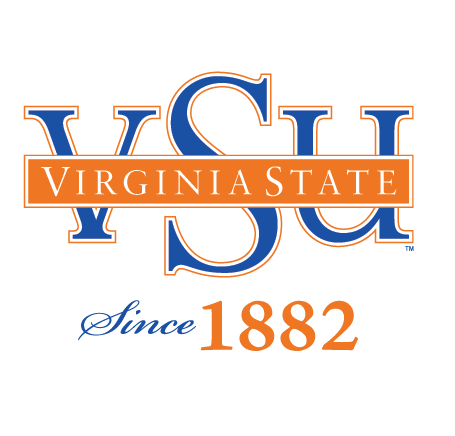 VSU
VIRGINIA STATE
TM
Since 1882